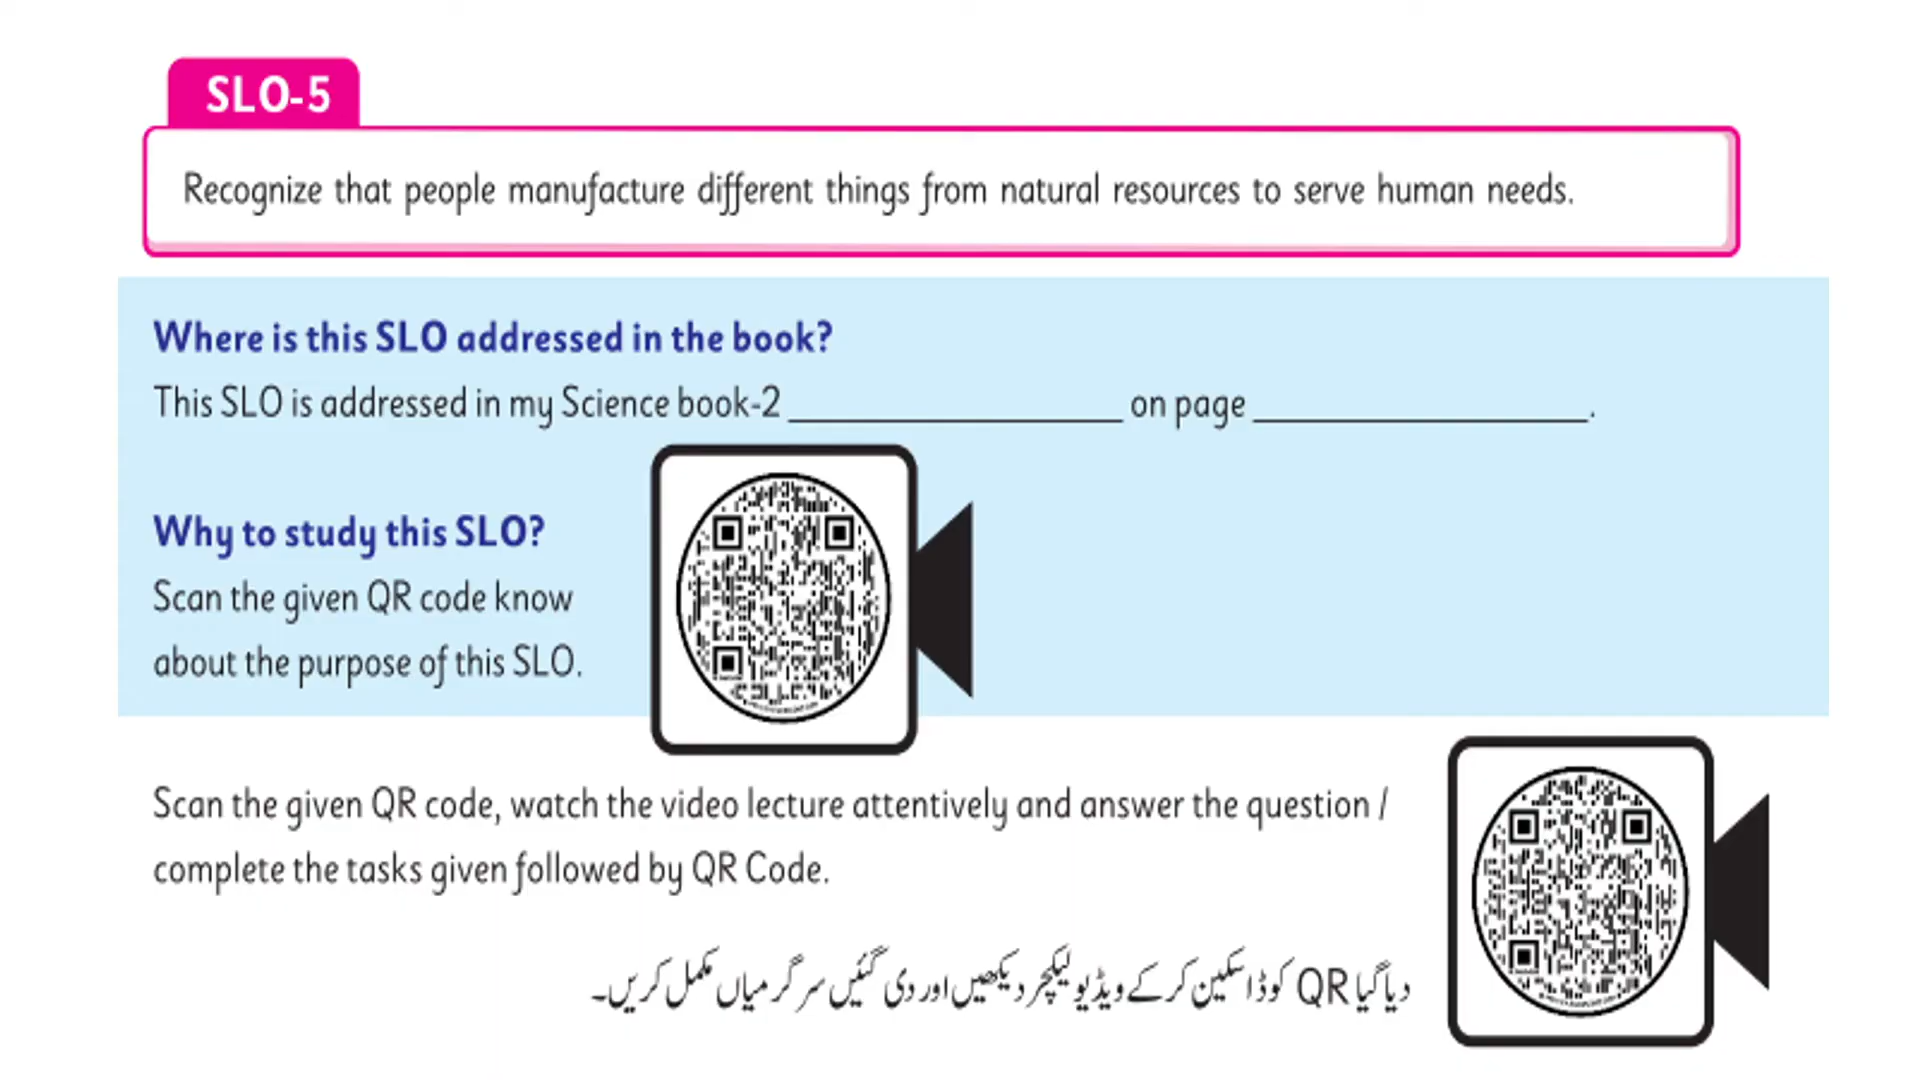 SLO-5
Recognize that people manufacture different things from natural resources to serve human needs.
Where is this SLO addressed in the book?
This SLO is addressed in my Science book-2 ____________________ on page ____________________.
Why to study this SLO?
Scan the given QR code know
about the purpose of this SLO.
Scan the given QR code, watch the video lecture attentively and answer the question /
complete the tasks given followed by QR Code.
دیا گیا QR کوڈ اسکین کر کے ویڈیو لیکچر دیکھیں اور دی گئیں سرگرمیاں مکمل کریں۔